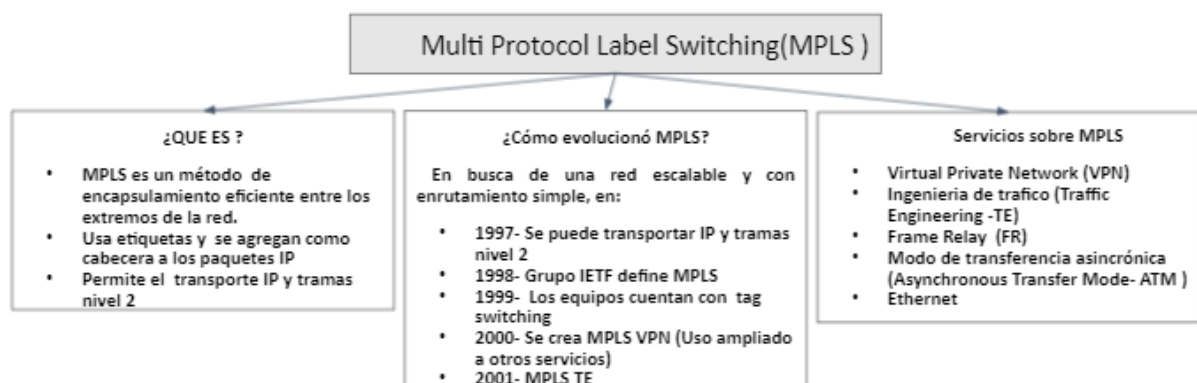 Multi Protocol Label Switching(MPLS )
¿QUE ES ?
• MPLS es un método de
encapsulamiento eficiente entre los
extremos de la red.
• Usa etiquetas y se agregan como
cabecera a los paquetes IP
• Permite el transporte IP y tramas
nivel 2
¿Cómo evolucionó MPLS?
En busca de una red escalable y con
enrutamiento simple, en:
• 1997- Se puede transportar IP y tramas
nivel 2
• 1998- Grupo IETF define MPLS
• 1999- Los equipos cuentan con tag
switching
• 2000- Se crea MPLS VPN (Uso ampliado
a otros servicios)
• 2001- MPLS TE
Servicios sobre MPLS
• Virtual Private Network (VPN)
• Ingenieria de trafico (Traffic
Engineering -TE)
• Frame Relay (FR)
• Modo de transferencia asincrónica
(Asynchronous Transfer Mode- ATM )
• Ethernet